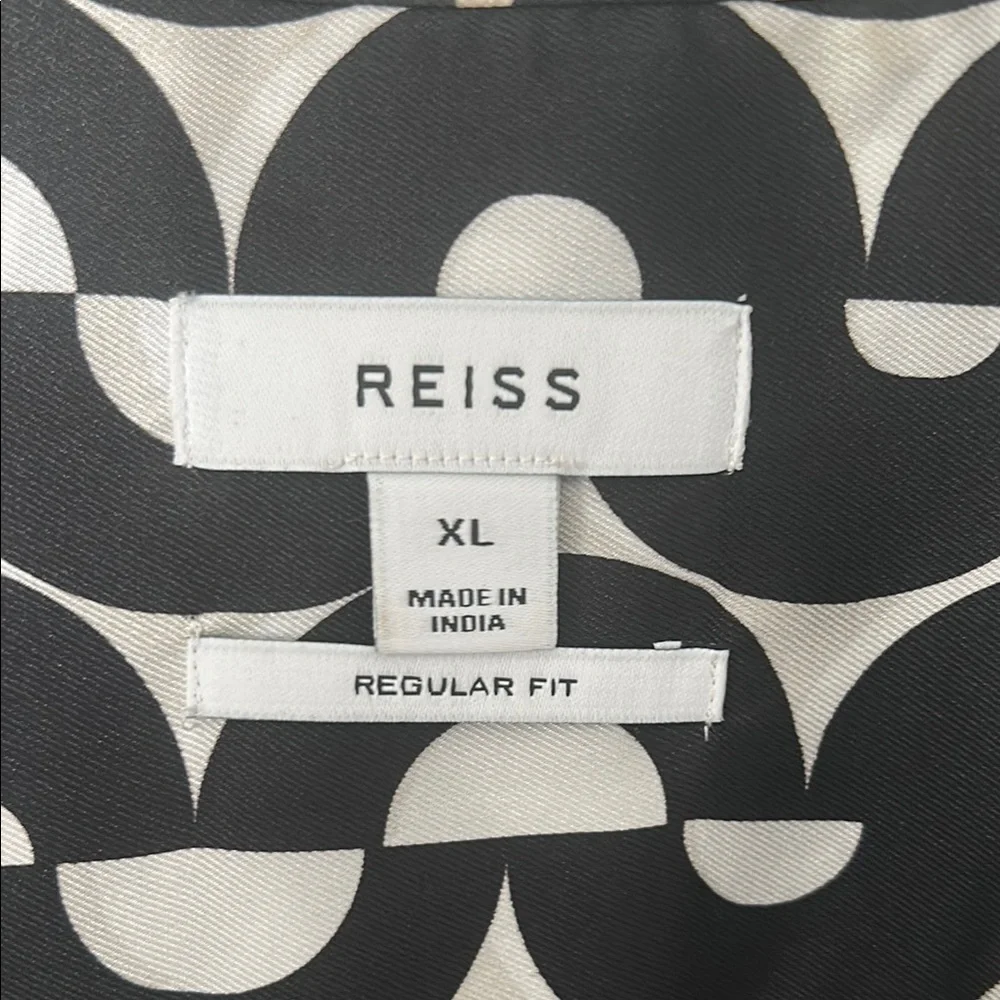 REISS
XL
MADE IN
INDIA
REGULAR FIT